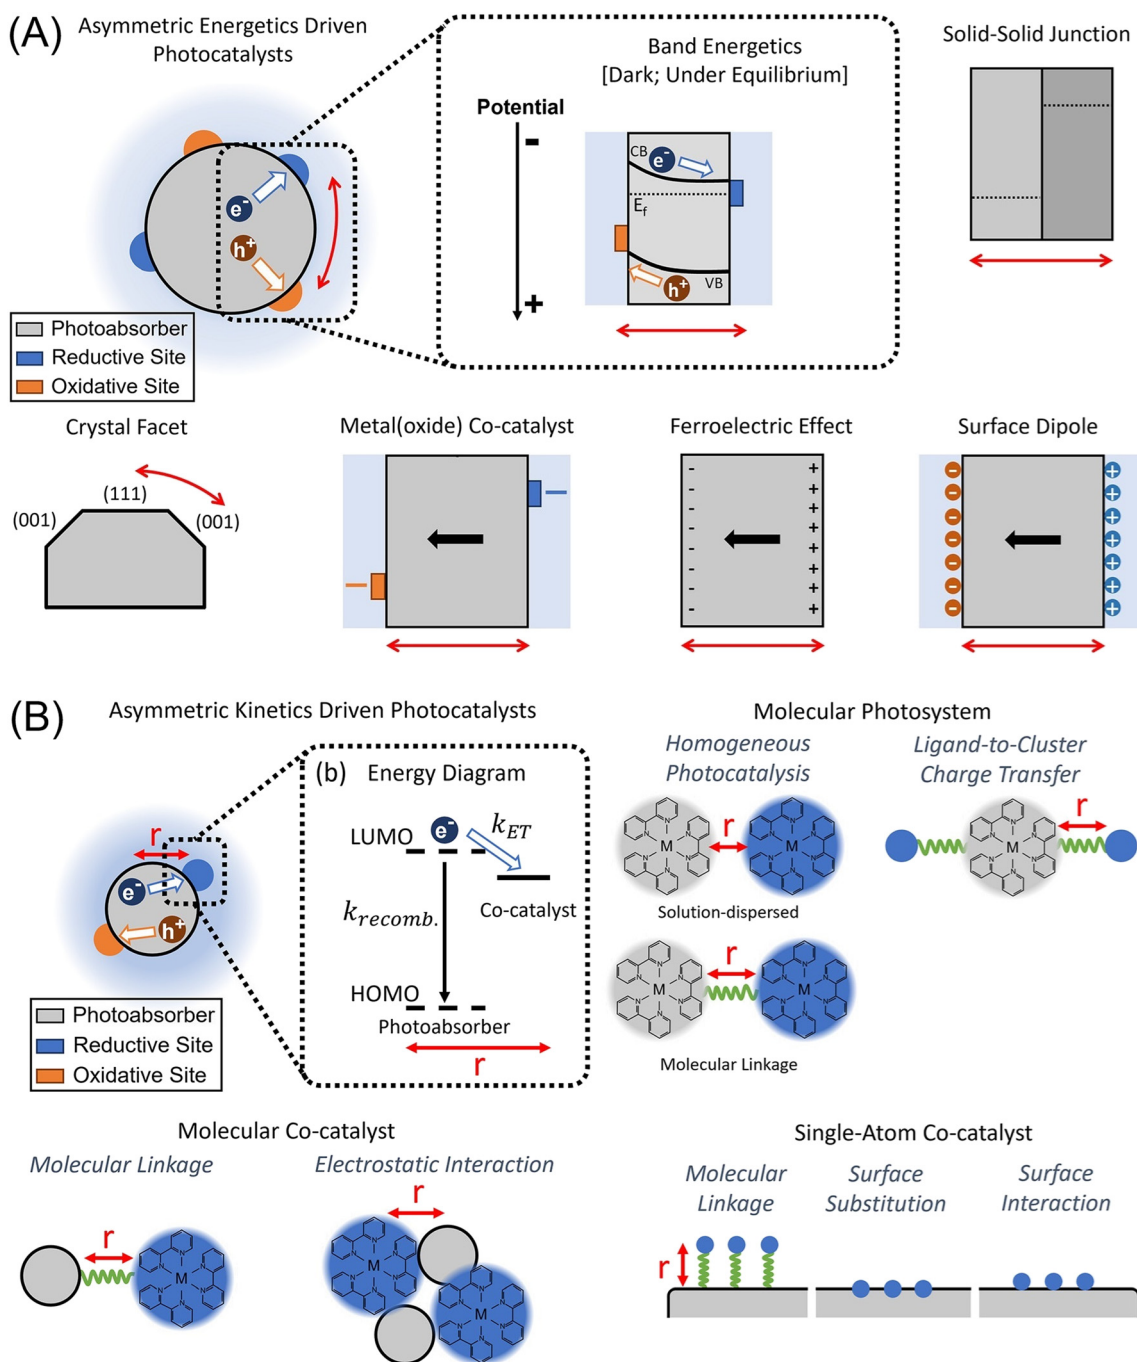 (A)
Asymmetric Energetics Driven
Photocatalysts
Band Energetics
[Dark; Under Equilibrium]
Solid-Solid Junction
Potential
-
+
CB
e-
Ef
h+
VB
e-
h+
Photoabsorber
Reductive Site
Oxidative Site
Crystal Facet
(111)
(001)
(001)
Metal(oxide) Co-catalyst
Ferroelectric Effect
- +
- +
- +
- +
- +
- +
- +
- +
Surface Dipole
- +
- +
- +
- +
- +
- +
- +
(B)
Asymmetric Kinetics Driven Photocatalysts
r
e-
h+
Photoabsorber
Reductive Site
Oxidative Site
(b)
Energy Diagram
LUMO
e-
kET
Co-catalyst
krecomb.
HOMO
Photoabsorber
r
Molecular Photosystem
Homogeneous
Photocatalysis
r
M
M
Solution-dispersed
r
M
M
Molecular Linkage
Ligand-to-Cluster
Charge Transfer
r
M
Molecular Co-catalyst
Molecular Linkage
r
M
Electrostatic Interaction
r
M
M
Single-Atom Co-catalyst
Molecular
Linkage
r
Surface
Substitution
Surface
Interaction